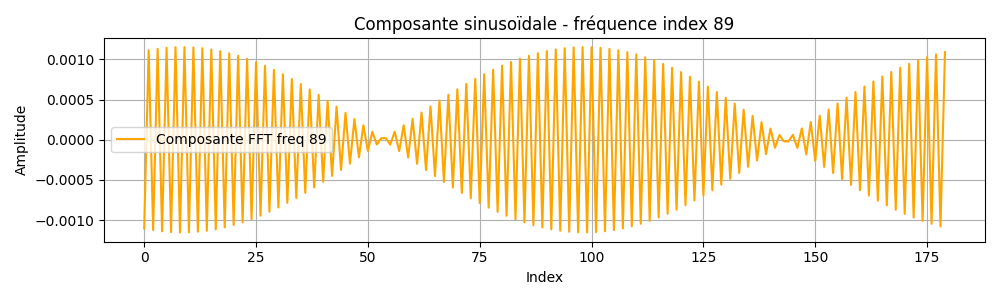 Composante sinusoïdale - fréquence index 89
Amplitude
0.0010
0.0005
0.0000
−0.0005
−0.0010
Composante FFT freq 89
0 25 50 75 100 125 150 175
Index